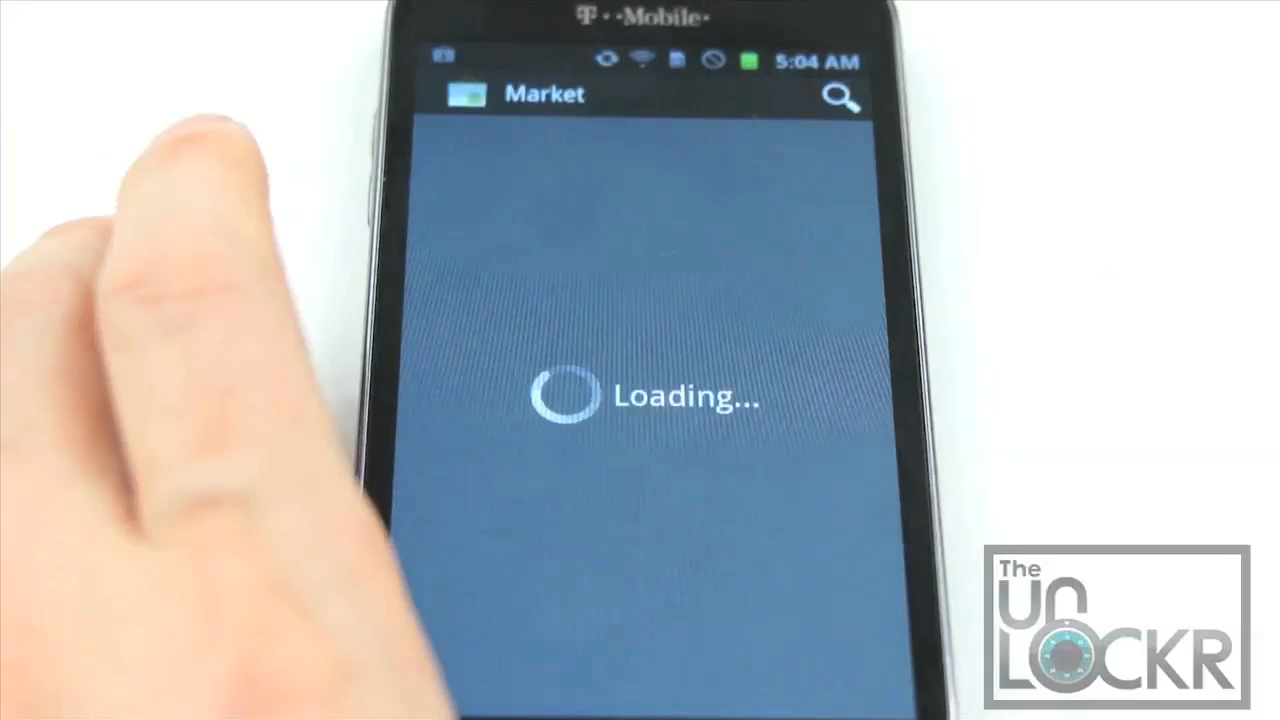 T··Mobile·
5:04 AM
Market
Loading...
The
UN
LOCKR